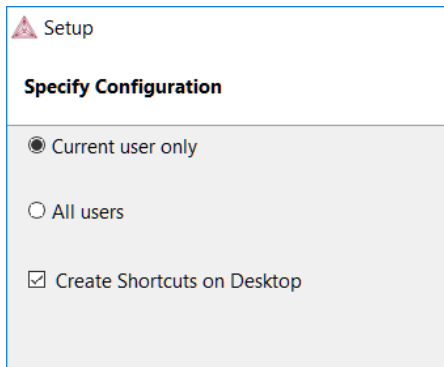 Setup
Specify Configuration
Current user only
All users
Create Shortcuts on Desktop